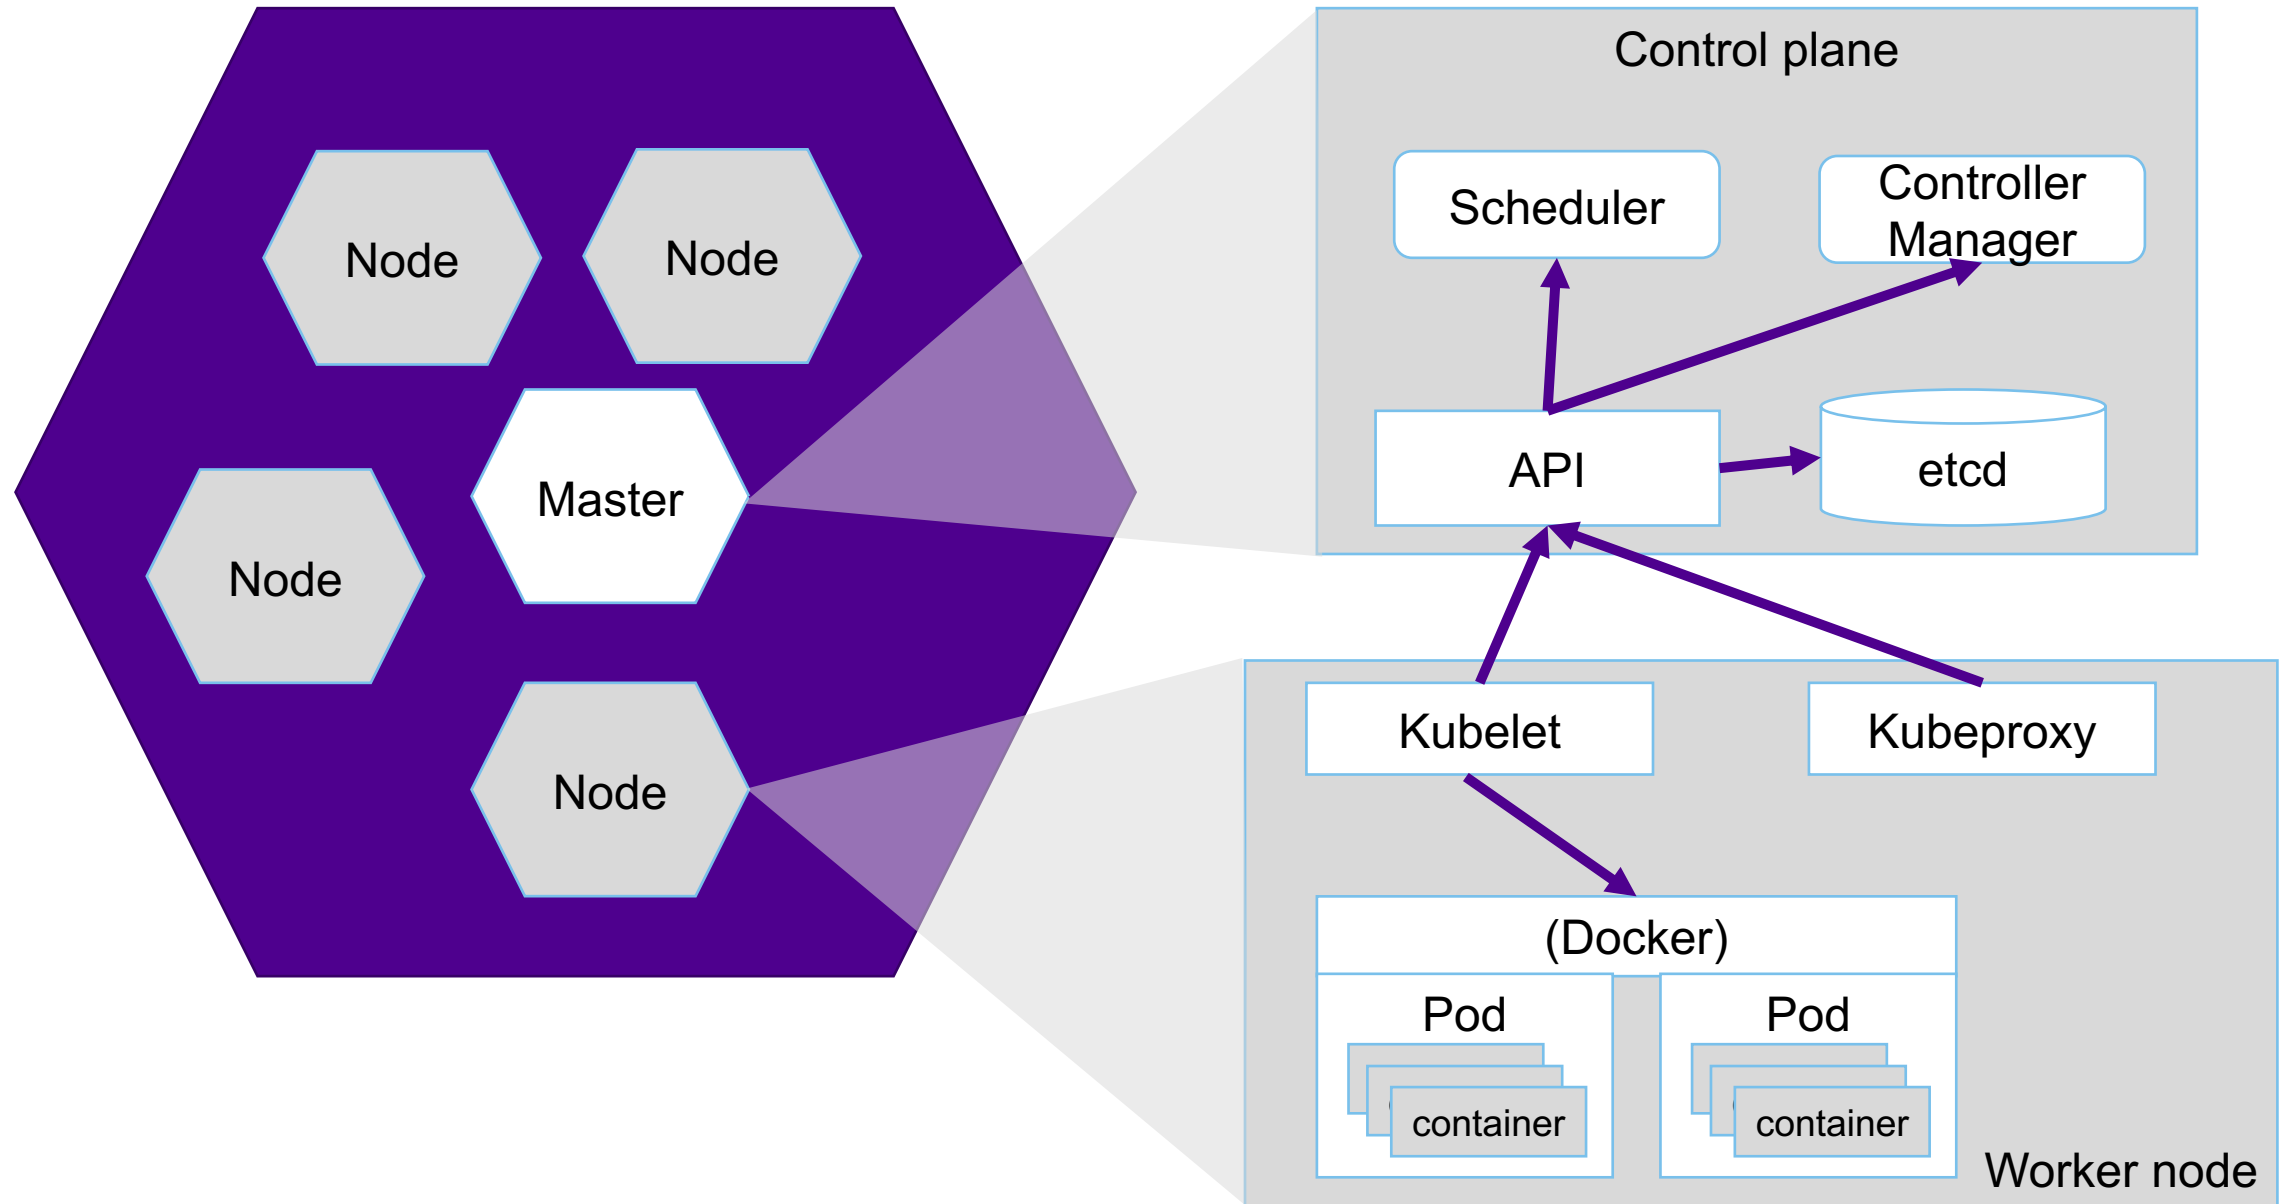 Node
Node
Master
Node
Node
Control plane
Scheduler
Controller
Manager
API
etcd
Kubelet
Kubeproxy
(Docker)
Pod
Pod
container
container
Worker node